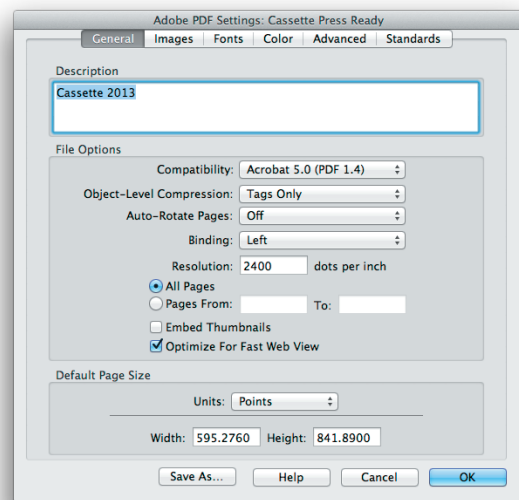 Adobe PDF Settings: Cassette Press Ready
General Images Fonts Color Advanced Standards
Description
Cassette 2013
File Options
Compatibility: Acrobat 5.0 (PDF 1.4)
Object-Level Compression: Tags Only
Auto-Rotate Pages: Off
Binding: Left
Resolution: 2400 dots per inch
All Pages
Pages From: To:
Embed Thumbnails
Optimize For Fast Web View
Default Page Size
Units: Points
Width: 595.2760 Height: 841.8900
Save As... Help Cancel OK